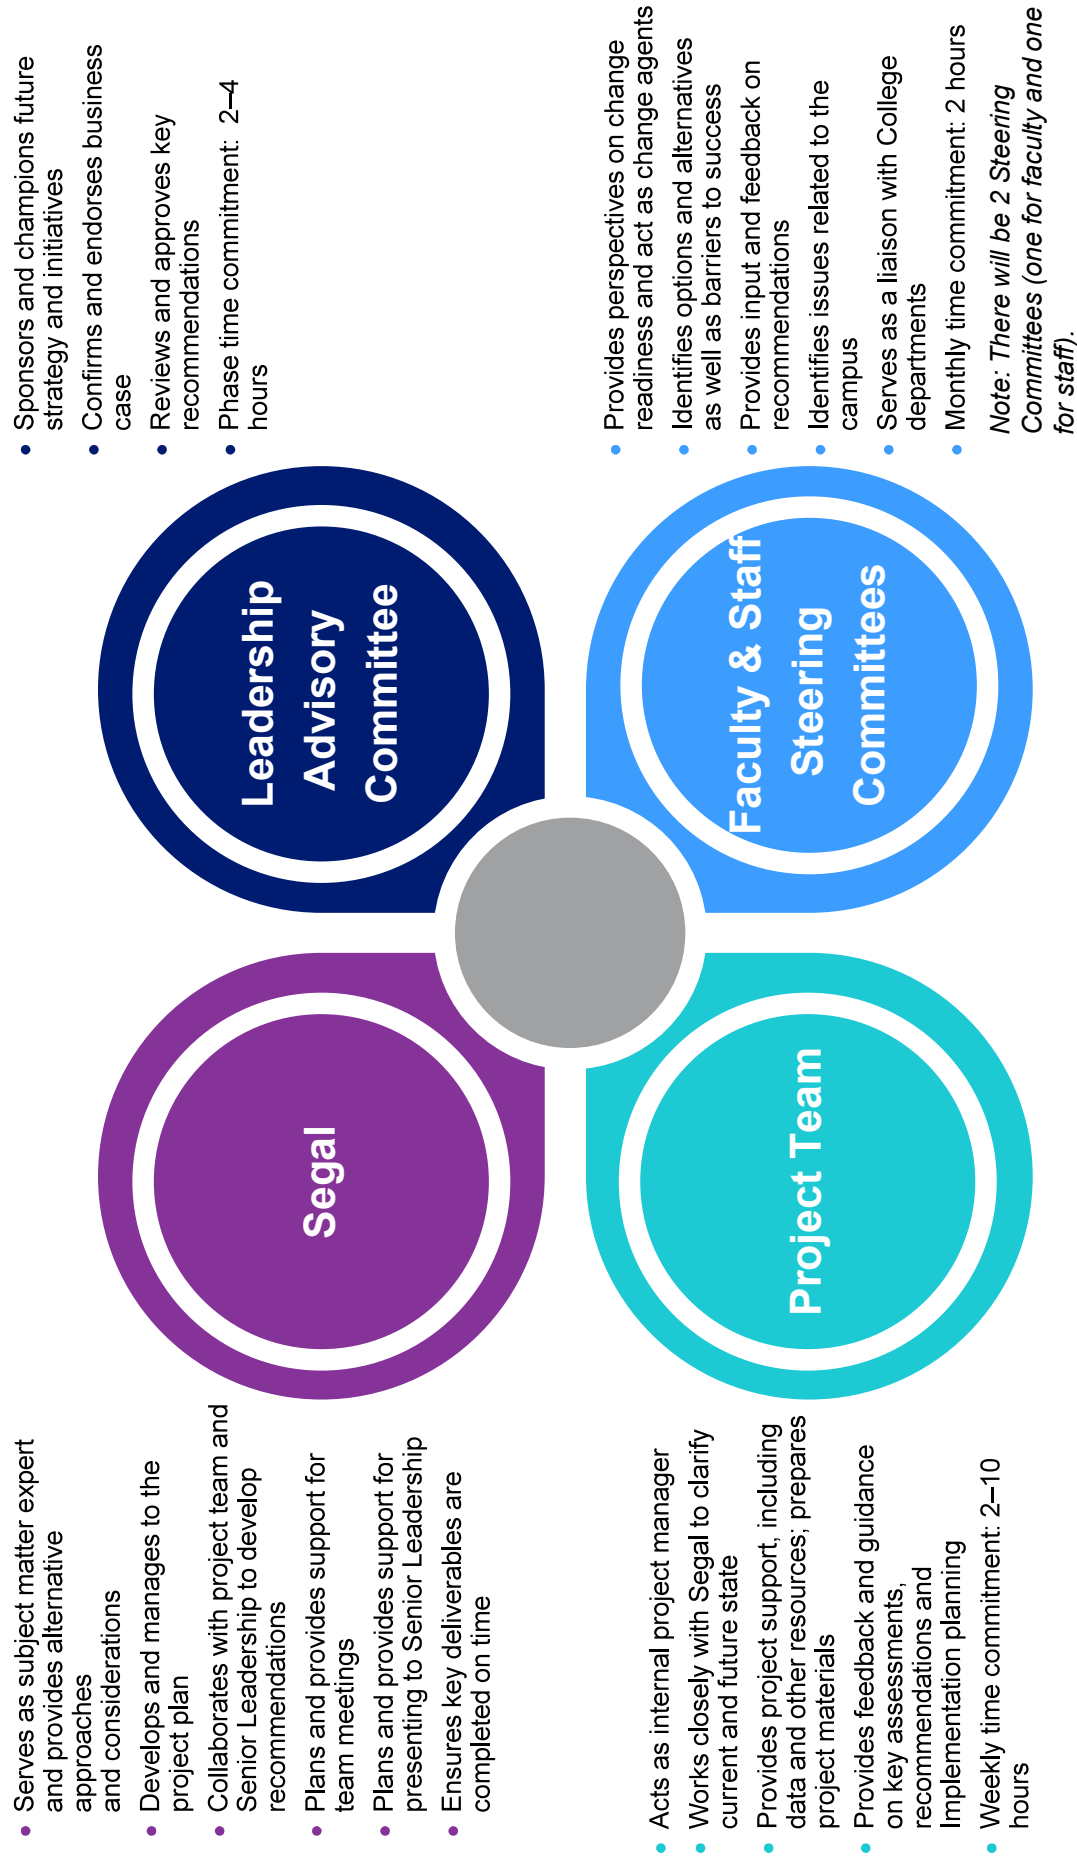 Serves as subject matter expert
and provides alternative
approaches
and considerations
Develops and manages to the
project plan
Collaborates with project team and
Senior Leadership to develop
recommendations
Plans and provides support for
team meetings
Plans and provides support for
presenting to Senior Leadership
Ensures key deliverables are
completed on time
Segal
Leadership
Advisory
Committee
Sponsors and champions future
strategy and initiatives
Confirms and endorses business
case
Reviews and approves key
recommendations
Phase time commitment:  2–4
hours
Acts as internal project manager
Works closely with Segal to clarify
current and future state
Provides project support, including
data and other resources; prepares
project materials
Provides feedback and guidance
on key assessments,
recommendations and
Implementation planning
Weekly time commitment: 2–10
hours
Project Team
Faculty & Staff
Steering
Committees
Provides perspectives on change
readiness and act as change agents
Identifies options and alternatives
as well as barriers to success
Provides input and feedback on
recommendations
Identifies issues related to the
campus
Serves as a liaison with College
departments
Monthly time commitment: 2 hours
Note: There will be 2 Steering
Committees (one for faculty and one
for staff).